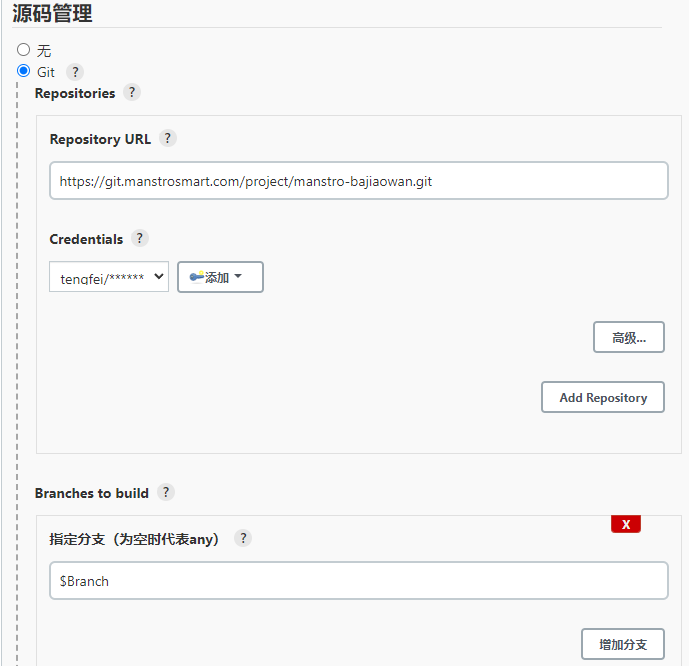 源码管理
无
Git ?
Repositories ?
Repository URL ?
https://git.manstrosmart.com/project/manstro-bajiaowan.git
Credentials ?
tengfei/****** 添加
高级...
Add Repository
Branches to build ?
X
指定分支（为空时代表any） ?
$Branch
增加分支